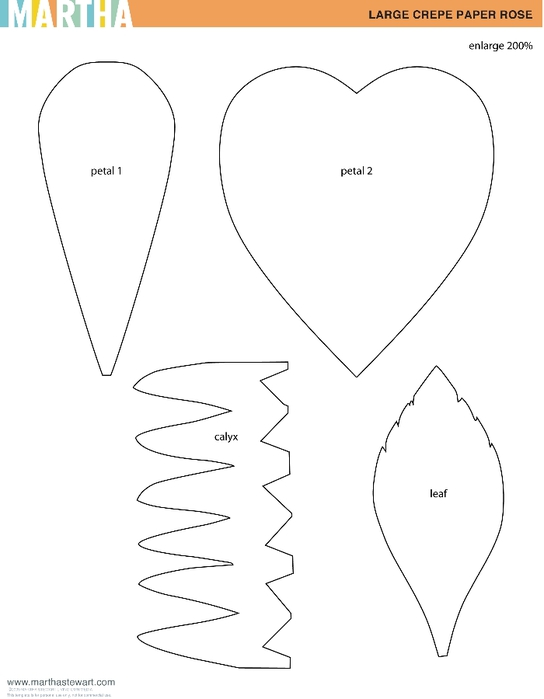 MARTHA
LARGE CREPE PAPER ROSE
enlarge 200%
petal 1
petal 2
calyx
leaf
www.marthastewart.com